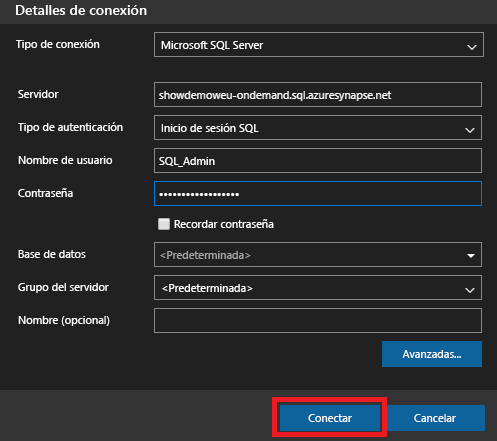 Detalles de conexión
Tipo de conexión Microsoft SQL Server
Servidor showdemoweu-ondemand.sql.azuresynapse.net
Tipo de autenticación Inicio de sesión SQL
Nombre de usuario SQL_Admin
Contraseña ••••••••••••••••••
Recordar contraseña
Base de datos <Predeterminada>
Grupo del servidor <Predeterminada>
Nombre (opcional)
Avanzadas...
Conectar Cancelar